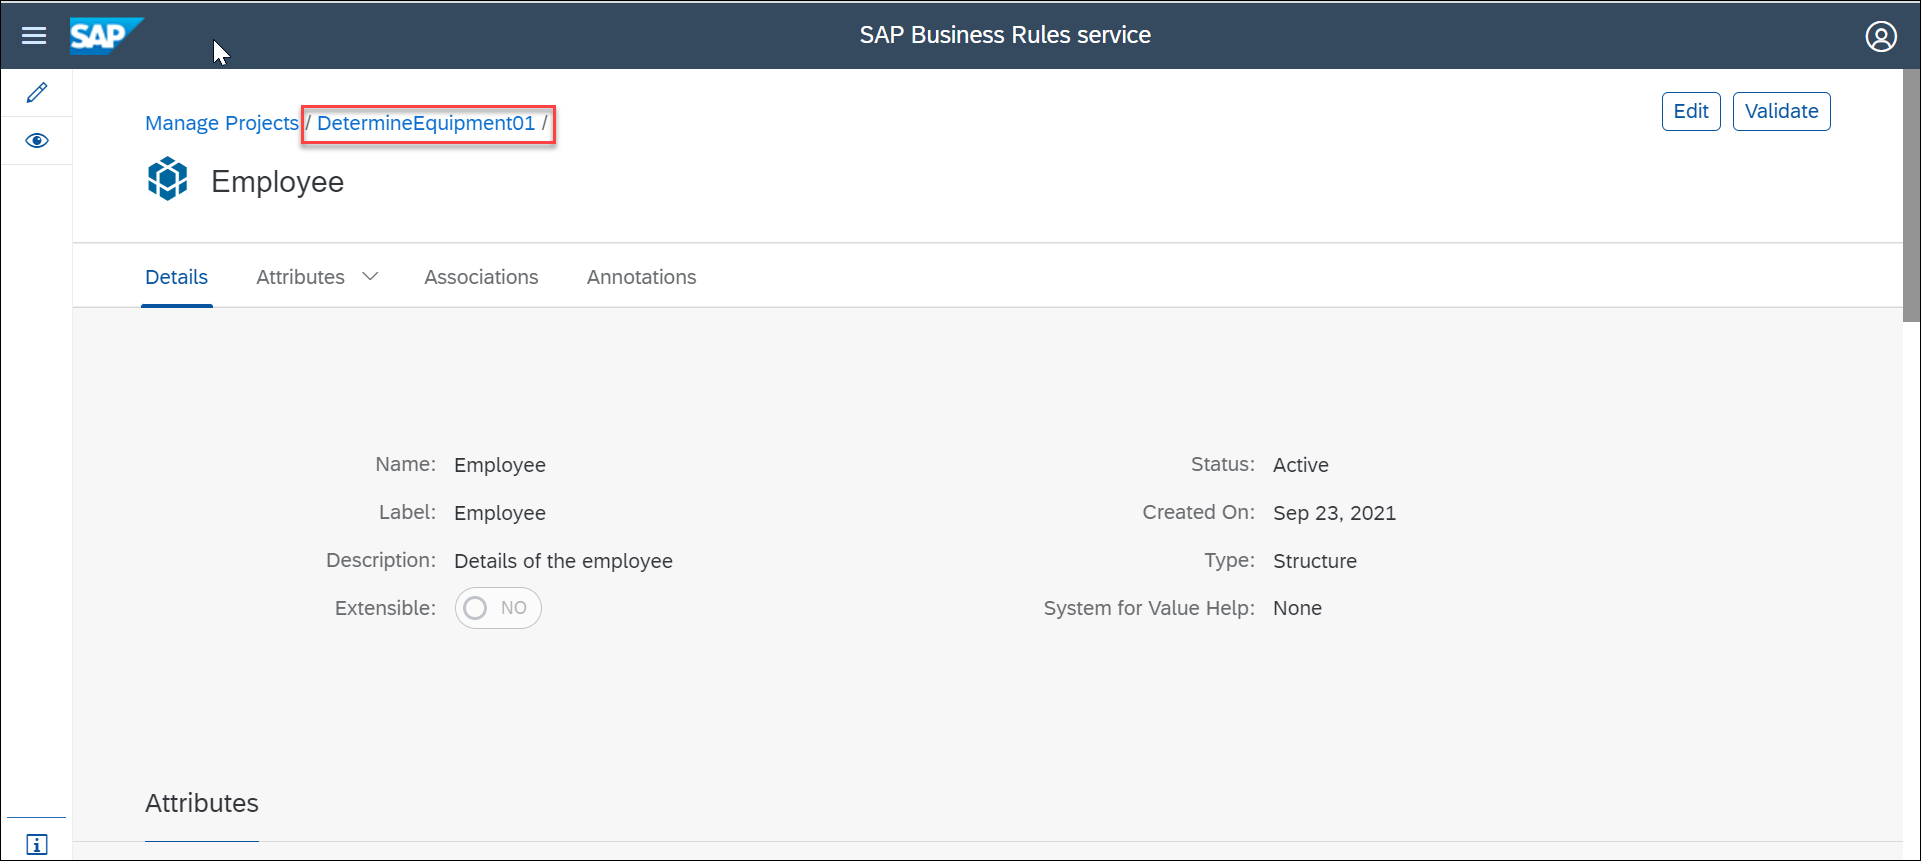 SAP SAP Business Rules service
Manage Projects / DetermineEquipment01 /
Edit Validate
Employee
Details Attributes Associations Annotations
Name: Employee Status: Active
Label: Employee Created On: Sep 23, 2021
Description: Details of the employee Type: Structure
Extensible: NO System for Value Help: None
Attributes